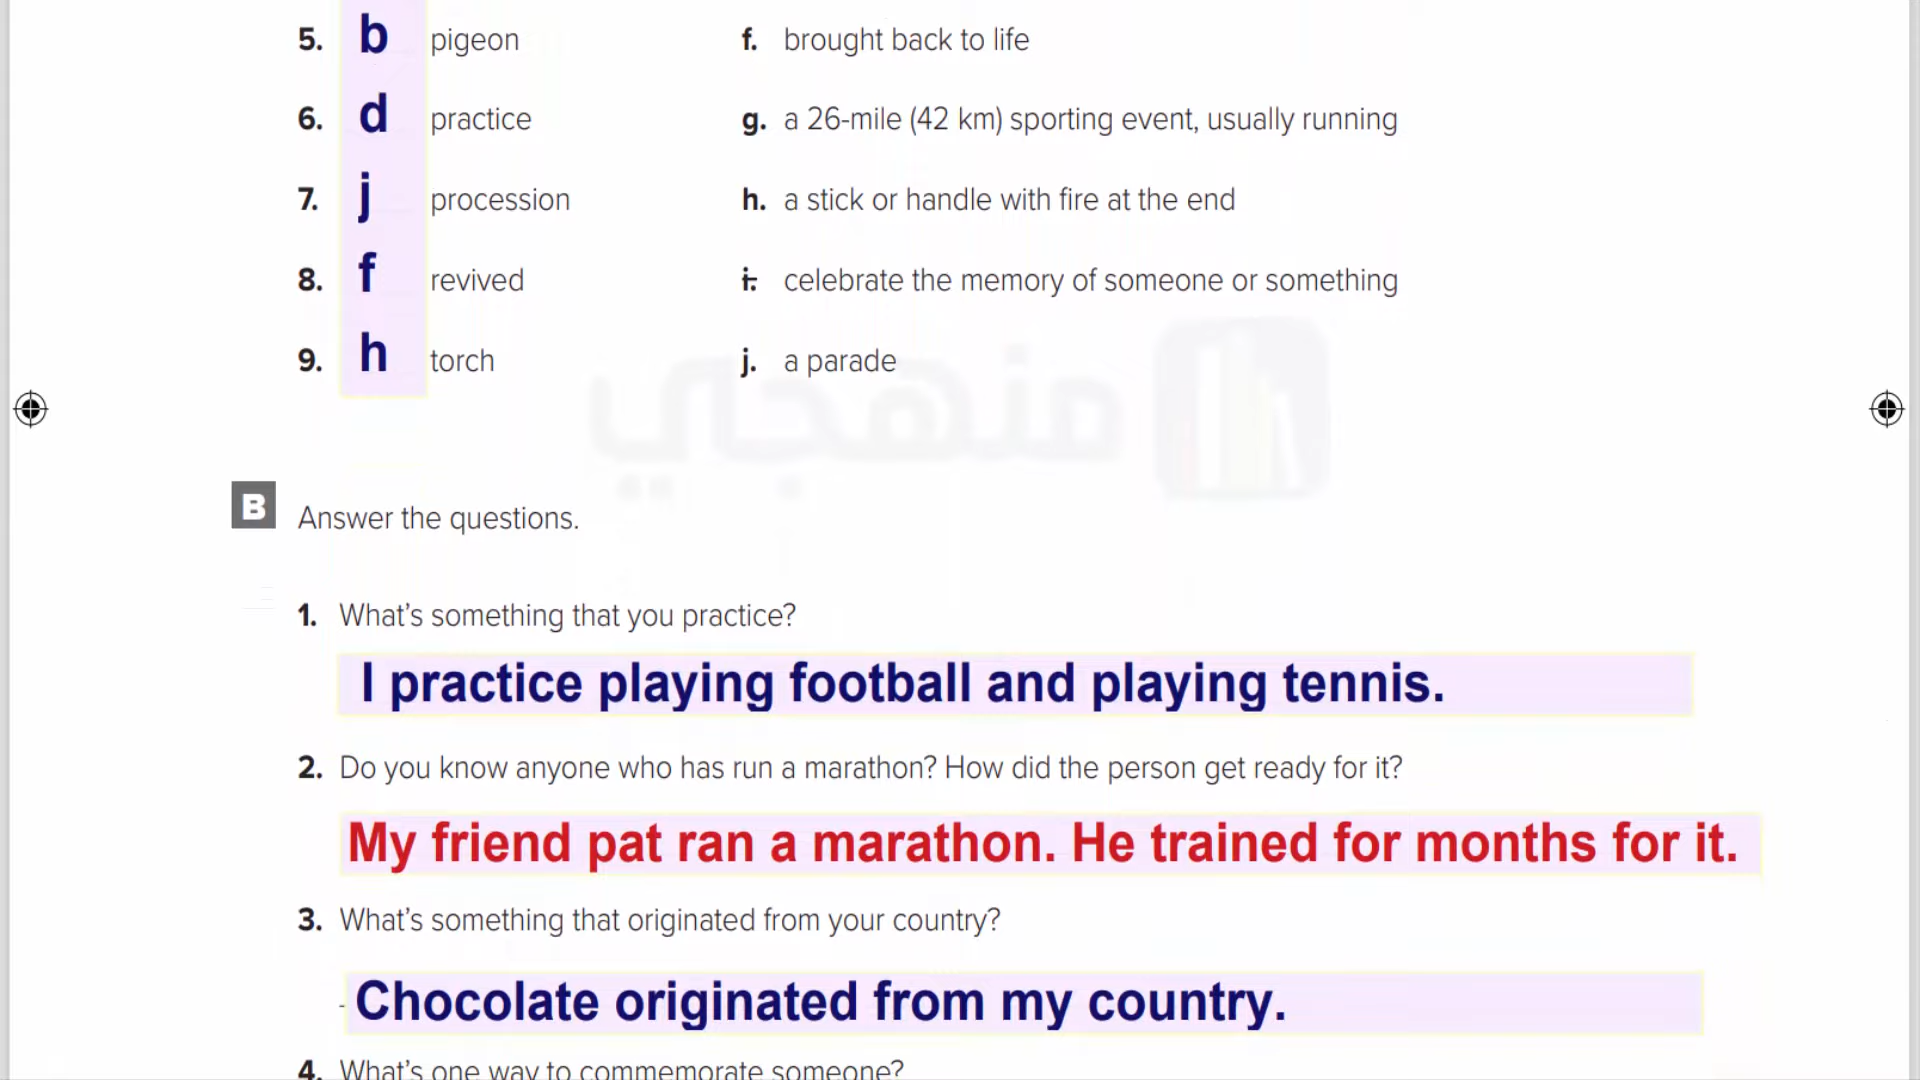 5. b pigeon f. brought back to life
6. d practice g. a 26-mile (42 km) sporting event, usually running
7. j procession h. a stick or handle with fire at the end
8. f revived i. celebrate the memory of someone or something
9. h torch j. a parade
منهجي
B Answer the questions.
1. What's something that you practice?
I practice playing football and playing tennis.
2. Do you know anyone who has run a marathon? How did the person get ready for it?
My friend pat ran a marathon. He trained for months for it.
3. What's something that originated from your country?
- Chocolate originated from my country.
4. What's one way to commemorate someone?